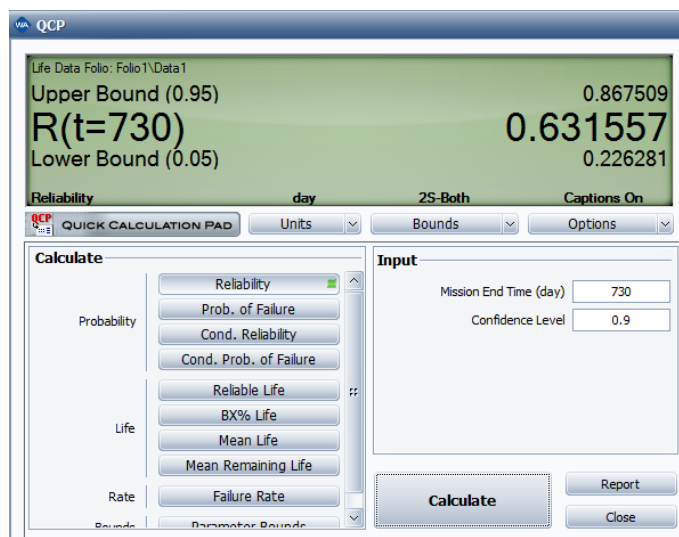 WA QCP
Life Data Folio: Folio1\Data1
Upper Bound (0.95) 0.867509
R(t=730) 0.631557
Lower Bound (0.05) 0.226281
Reliability day 2S-Both Captions On
QCP QUICK CALCULATION PAD Units Bounds Options
Calculate
Probability
Reliability
Prob. of Failure
Cond. Reliability
Cond. Prob. of Failure
Life
Reliable Life
BX% Life
Mean Life
Mean Remaining Life
Rate
Failure Rate
Bounds
Parameter Bounds
Input
Mission End Time (day) 730
Confidence Level 0.9
Calculate
Report
Close